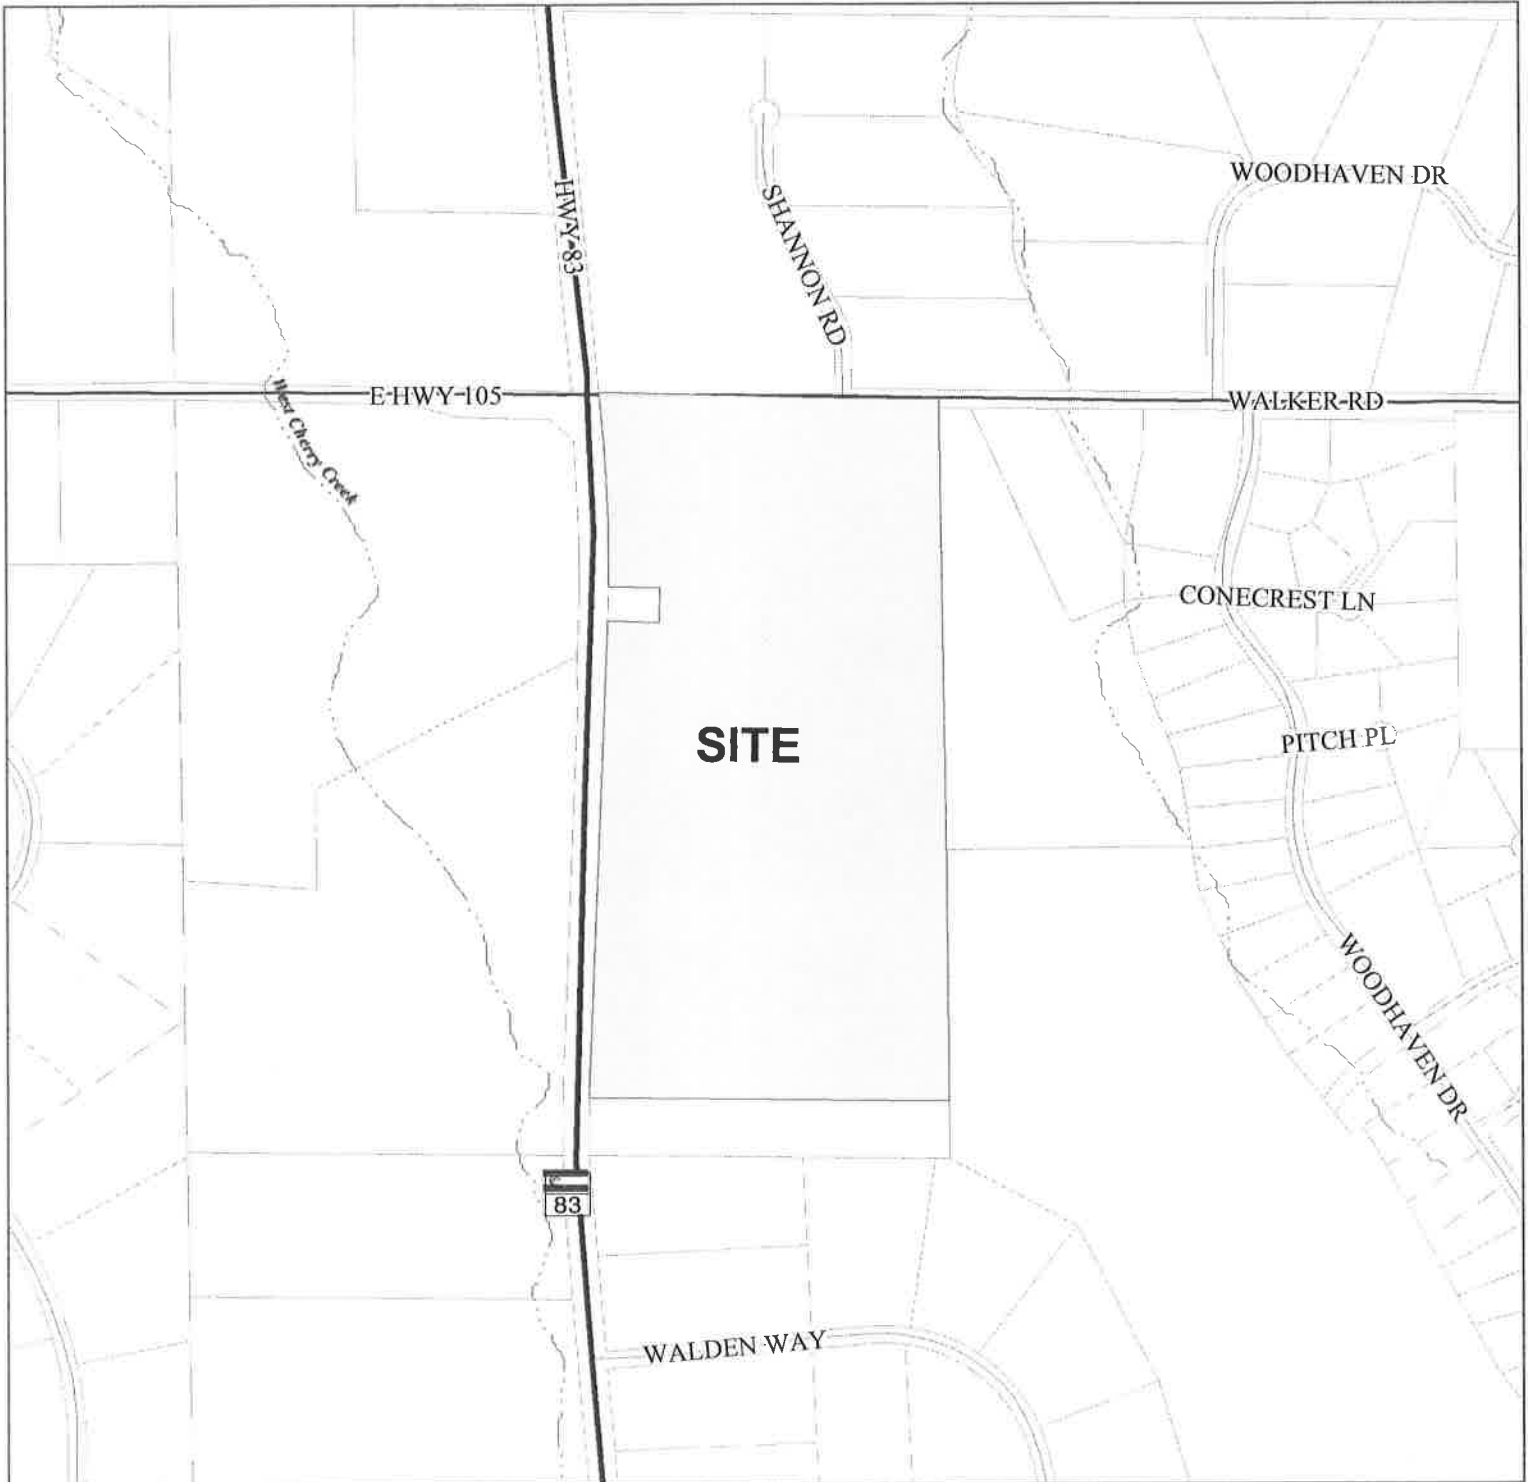 WOODHAVEN DR
HWY-83
SHANNON RD
E HWY 105
WALKER RD
West Cherry Creek
CONECREST LN
SITE
PITCH PL
WOODHAVEN DR
C
83
WALDEN WAY